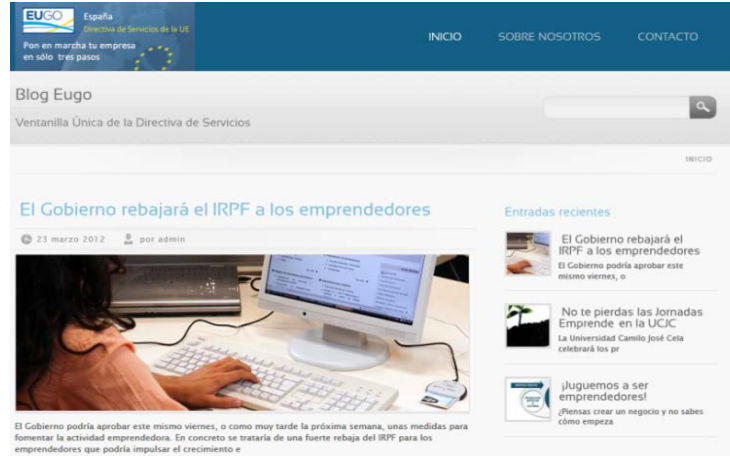 EUGO España
Directiva de Servicios de la UE
Pon en marcha tu empresa
en sólo tres pasos
INICIO SOBRE NOSOTROS CONTACTO
Blog Eugo
Ventanilla Única de la Directiva de Servicios
INICIO
El Gobierno rebajará el IRPF a los emprendedores
23 marzo 2012 por admin
El Gobierno podría aprobar este mismo viernes, o como muy tarde la próxima semana, unas medidas para
fomentar la actividad emprendedora. En concreto se trataría de una fuerte rebaja del IRPF para los
emprendedores que podría impulsar el crecimiento e
Entradas recientes
El Gobierno rebajará el
IRPF a los emprendedores
El Gobierno podría aprobar este
mismo viernes, o
No te pierdas las Jornadas
Emprende en la UCJC
La Universidad Camilo José Cela
celebrará los pr
¡Juguemos a ser
emprendedores!
¿Piensas crear un negocio y no sabes
cómo empeza